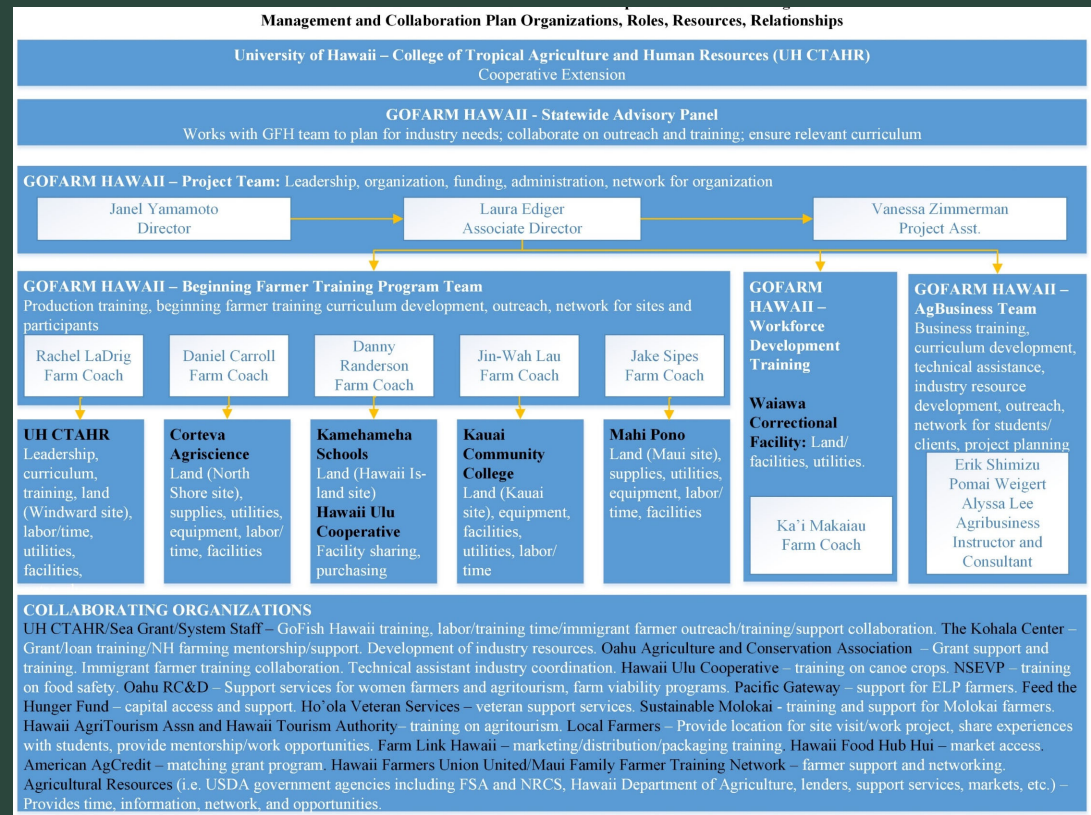 Management and Collaboration Plan Organizations, Roles, Resources, Relationships
University of Hawaii – College of Tropical Agriculture and Human Resources (UH CTAHR)
Cooperative Extension
GOFARM HAWAII - Statewide Advisory Panel
Works with GFH team to plan for industry needs; collaborate on outreach and training; ensure relevant curriculum
GOFARM HAWAII – Project Team: Leadership, organization, funding, administration, network for organization
Janel Yamamoto
Director
Laura Ediger
Associate Director
Vanessa Zimmerman
Project Asst.
GOFARM HAWAII – Beginning Farmer Training Program Team
Production training, beginning farmer training curriculum development, outreach, network for sites and
participants
Rachel LaDrig
Farm Coach
Daniel Carroll
Farm Coach
Danny
Randerson
Farm Coach
Jin-Wah Lau
Farm Coach
Jake Sipes
Farm Coach
UH CTAHR
Leadership,
curriculum,
training, land
(Windward site),
labor/time,
utilities,
facilities,
Corteva
Agriscience
Land (North
Shore site),
supplies, utilities,
equipment, labor/
time, facilities
Kamehameha
Schools
Land (Hawaii Is-
land site)
Hawaii Ulu
Cooperative
Facility sharing,
purchasing
Kauai
Community
College
Land (Kauai
site), equipment,
facilities,
utilities, labor/
time
Mahi Pono
Land (Maui site),
supplies, utilities,
equipment, labor/
time, facilities
GOFARM
HAWAII –
Workforce
Development
Training
Waiawa
Correctional
Facility: Land/
facilities, utilities.
Ka’i Makaiau
Farm Coach
GOFARM HAWAII –
AgBusiness Team
Business training,
curriculum development,
technical assistance,
industry resource
development, outreach,
network for students/
clients, project planning
Erik Shimizu
Pomai Weigert
Alyssa Lee
Agribusiness
Instructor and
Consultant
COLLABORATING ORGANIZATIONS
UH CTAHR/Sea Grant/System Staff – GoFish Hawaii training, labor/training time/immigrant farmer outreach/training/support collaboration. The Kohala Center –
Grant/loan training/NH farming mentorship/support. Development of industry resources. Oahu Agriculture and Conservation Association – Grant support and
training. Immigrant farmer training collaboration. Technical assistant industry coordination. Hawaii Ulu Cooperative – training on canoe crops. NSEVP – training
on food safety. Oahu RC&D – Support services for women farmers and agritourism, farm viability programs. Pacific Gateway – support for ELP farmers. Feed the
Hunger Fund – capital access and support. Ho`ola Veteran Services – veteran support services. Sustainable Molokai - training and support for Molokai farmers.
Hawaii AgriTourism Assn and Hawaii Tourism Authority– training on agritourism. Local Farmers – Provide location for site visit/work project, share experiences
with students, provide mentorship/work opportunities. Farm Link Hawaii – marketing/distribution/packaging training. Hawaii Food Hub Hui – market access.
American AgCredit – matching grant program. Hawaii Farmers Union United/Maui Family Farmer Training Network – farmer support and networking.
Agricultural Resources (i.e. USDA government agencies including FSA and NRCS, Hawaii Department of Agriculture, lenders, support services, markets, etc.) –
Provides time, information, network, and opportunities.